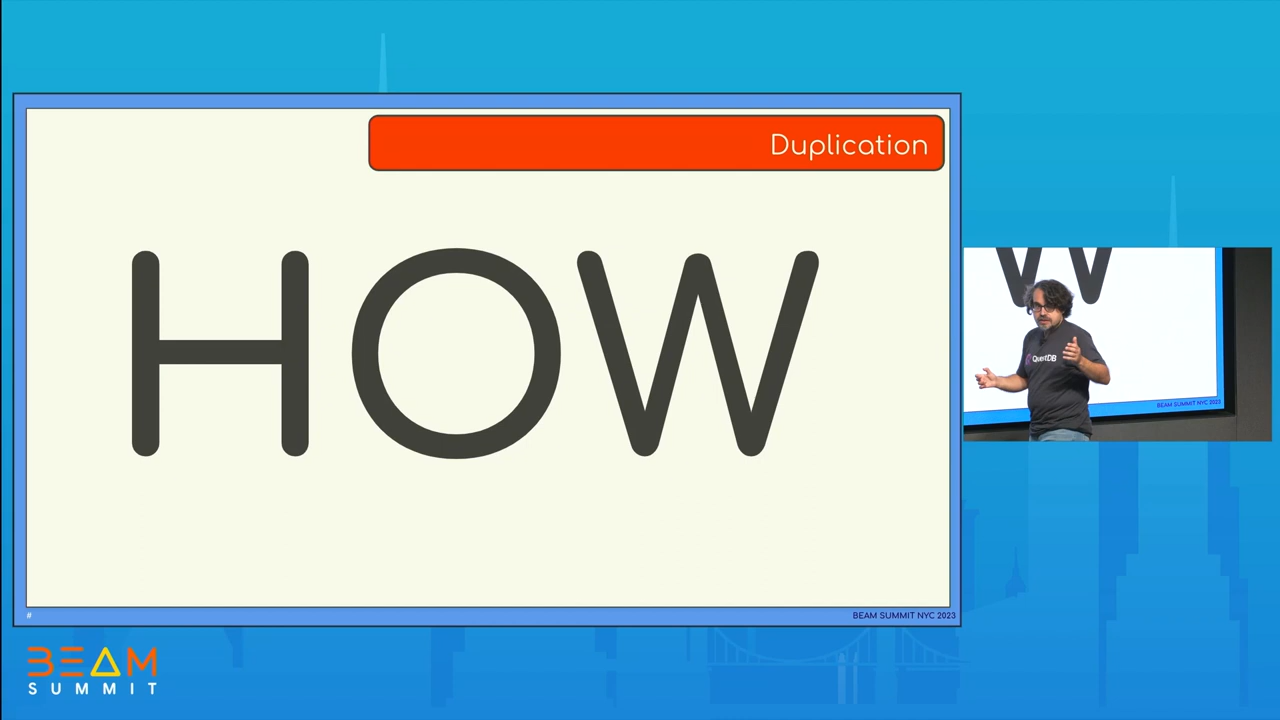 Duplication
HOW
#
BEAM SUMMIT NYC 2023
W
QuestDB
BEAM SUMMIT NYC 2023
BEAM
SUMMIT